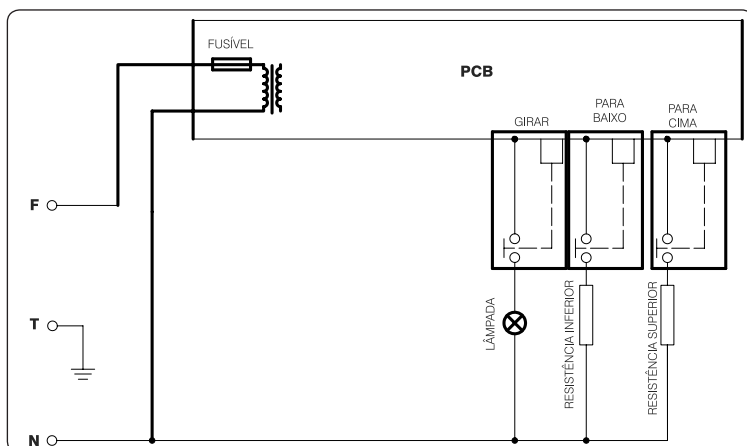 FUSÍVEL
PCB
GIRAR
PARA
BAIXO
PARA
CIMA
F
T
N
LÂMPADA
RESISTÊNCIA INFERIOR
RESISTÊNCIA SUPERIOR